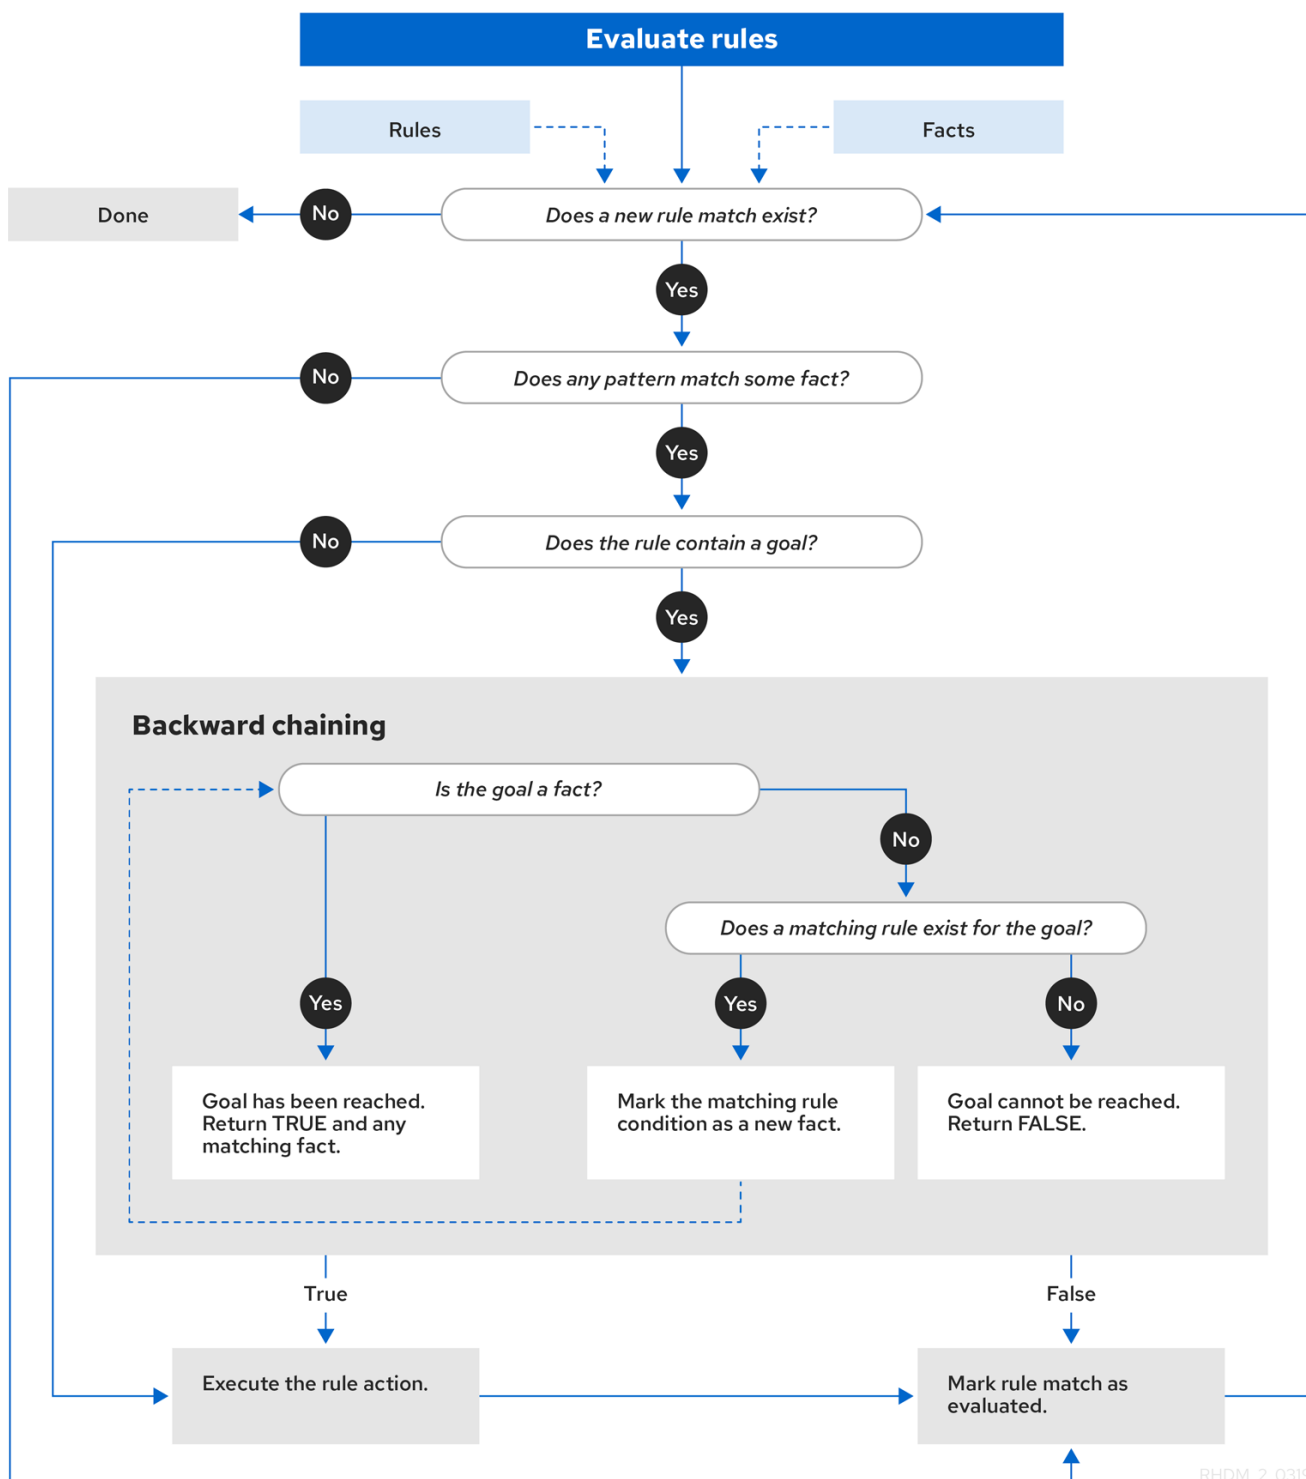 Evaluate rules
Rules
Facts
Done
No
Does a new rule match exist?
Yes
No
Does any pattern match some fact?
Yes
No
Does the rule contain a goal?
Yes
Backward chaining
Is the goal a fact?
No
Does a matching rule exist for the goal?
Yes
Yes
No
Goal has been reached.
Return TRUE and any
matching fact.
Mark the matching rule
condition as a new fact.
Goal cannot be reached.
Return FALSE.
True
False
Execute the rule action.
Mark rule match as
evaluated.
RHDM_2_0319